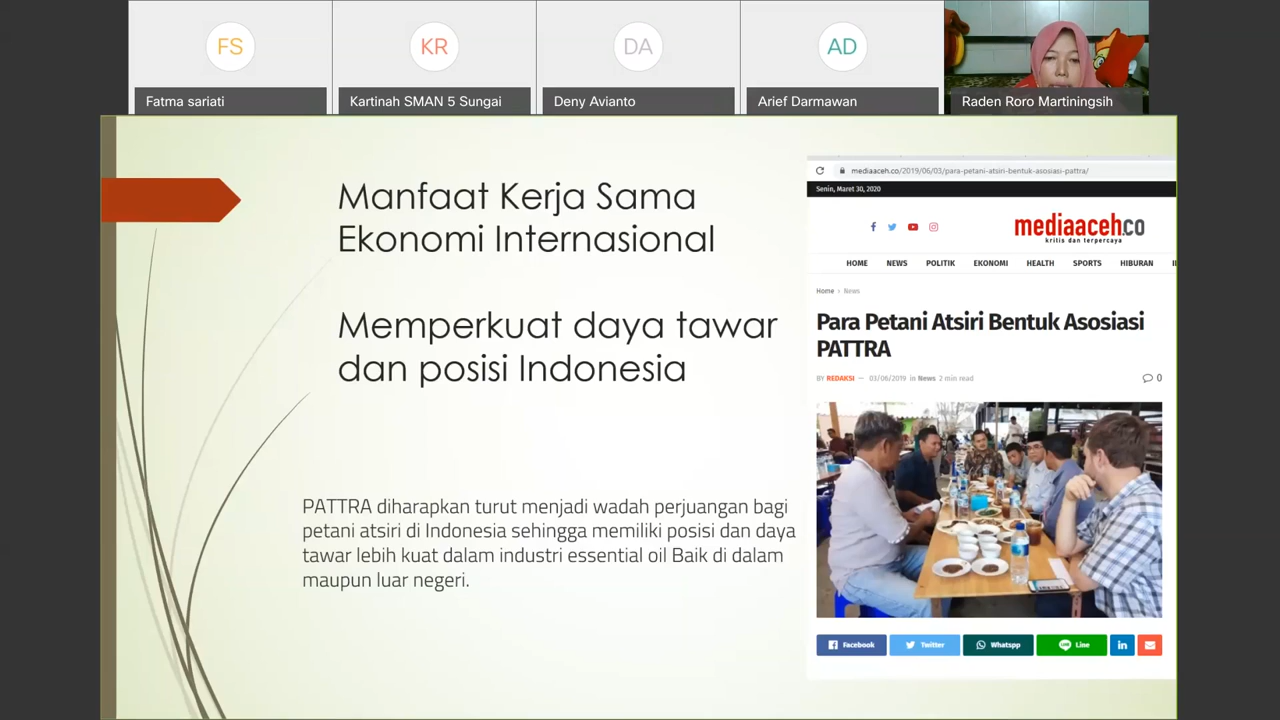 FS
KR
DA
AD
Fatma sariati
Kartinah SMAN 5 Sungai
Deny Avianto
Arief Darmawan
Raden Roro Martiningsih
Manfaat Kerja Sama
Ekonomi Internasional
Memperkuat daya tawar
dan posisi Indonesia
PATTRA diharapkan turut menjadi wadah perjuangan bagi
petani atsiri di Indonesia sehingga memiliki posisi dan daya
tawar lebih kuat dalam industri essential oil Baik di dalam
maupun luar negeri.
mediaaceh.co/2019/06/03/para-petani-atsiri-bentuk-asosiasi-pattra/
Senin, Maret 30, 2020
mediaaceh.co
kritis dan terpercaya
HOME NEWS POLITIK EKONOMI HEALTH SPORTS HIBURAN
Home > News
Para Petani Atsiri Bentuk Asosiasi
PATTRA
BY REDAKSI — 03/06/2019 in News 2 min read
0
Facebook Twitter Whatspp Line